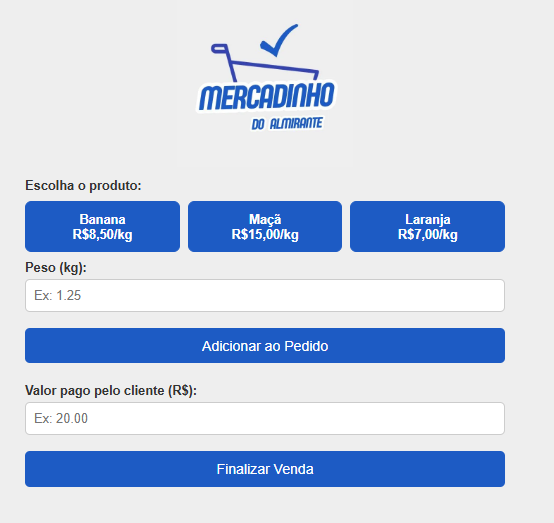 MERCADINHO
DO ALMIRANTE
Escolha o produto:
Banana
R$8,50/kg
Maçã
R$15,00/kg
Laranja
R$7,00/kg
Peso (kg):
Ex: 1.25
Adicionar ao Pedido
Valor pago pelo cliente (R$):
Ex: 20.00
Finalizar Venda